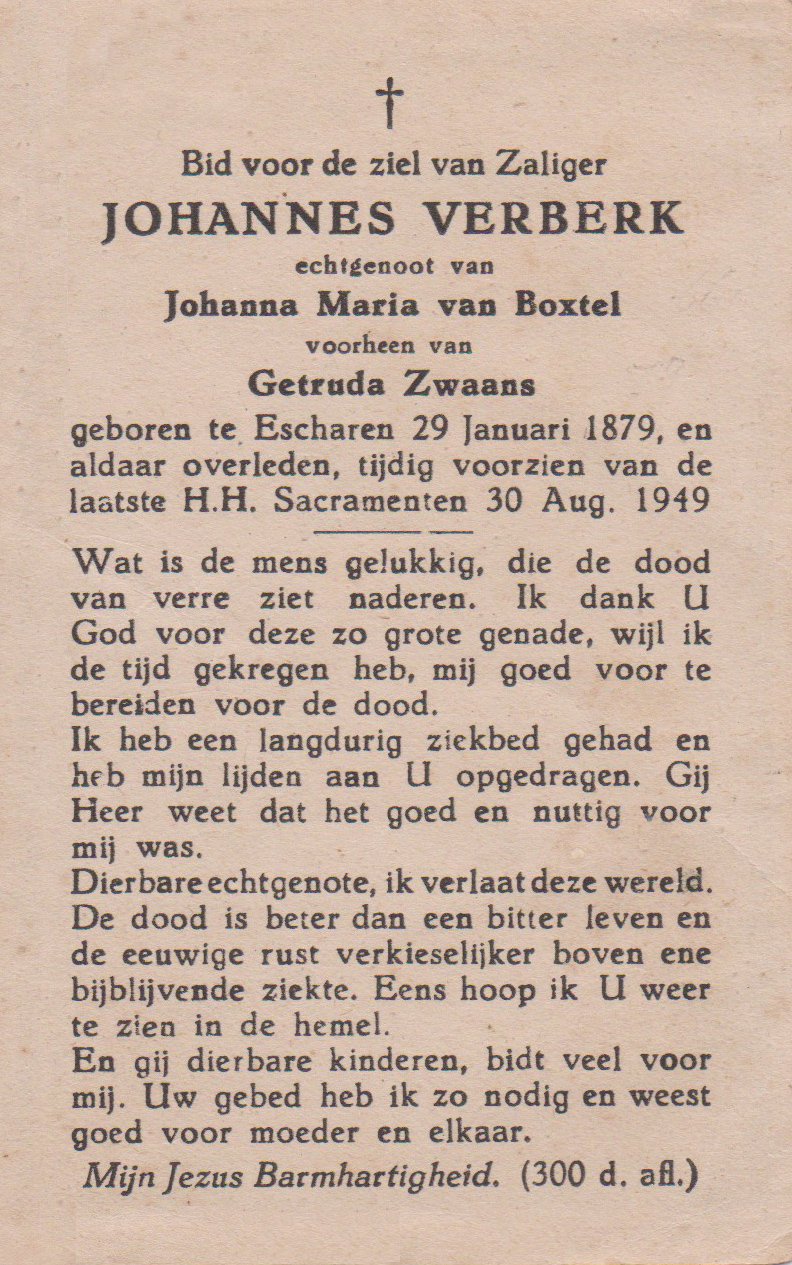 Bid voor de ziel van Zaliger
JOHANNES VERBERK
echtgenoot van
Johanna Maria van Boxtel
voorheen van
Getruda Zwaans
geboren te Escharen 29 Januari 1879, en
aldaar overleden, tijdig voorzien van de
laatste H.H. Sacramenten 30 Aug. 1949
Wat is de mens gelukkig, die de dood
van verre ziet naderen. Ik dank U
God voor deze zo grote genade, wijl ik
de tijd gekregen heb, mij goed voor te
bereiden voor de dood.
Ik heb een langdurig ziekbed gehad en
heb mijn lijden aan U opgedragen. Gij
Heer weet dat het goed en nuttig voor
mij was.
Dierbare echtgenote, ik verlaat deze wereld.
De dood is beter dan een bitter leven en
de eeuwige rust verkieselijker boven ene
bijblijvende ziekte. Eens hoop ik U weer
te zien in de hemel.
En gij dierbare kinderen, bidt veel voor
mij. Uw gebed heb ik zo nodig en weest
goed voor moeder en elkaar.
Mijn Jezus Barmhartigheid. (300 d. afl.)